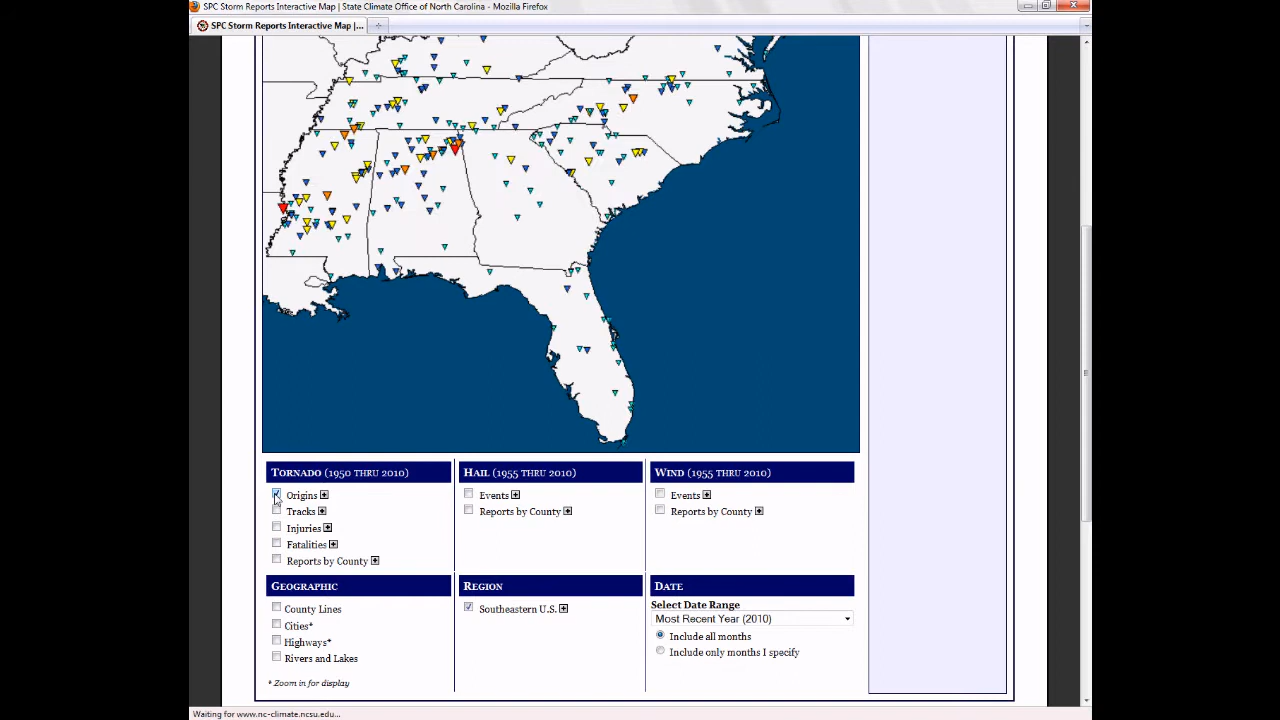 SPC Storm Reports Interactive Map | State Climate Office of North Carolina - Mozilla Firefox
SPC Storm Reports Interactive Map |...
TORNADO (1950 THRU 2010)
Origins
Tracks
Injuries
Fatalities
Reports by County
HAIL (1955 THRU 2010)
Events
Reports by County
WIND (1955 THRU 2010)
Events
Reports by County
GEOGRAPHIC
County Lines
Cities*
Highways*
Rivers and Lakes
* Zoom in for display
REGION
Southeastern U.S.
DATE
Select Date Range
Most Recent Year (2010)
Include all months
Include only months I specify
Waiting for www.nc-climate.ncsu.edu...